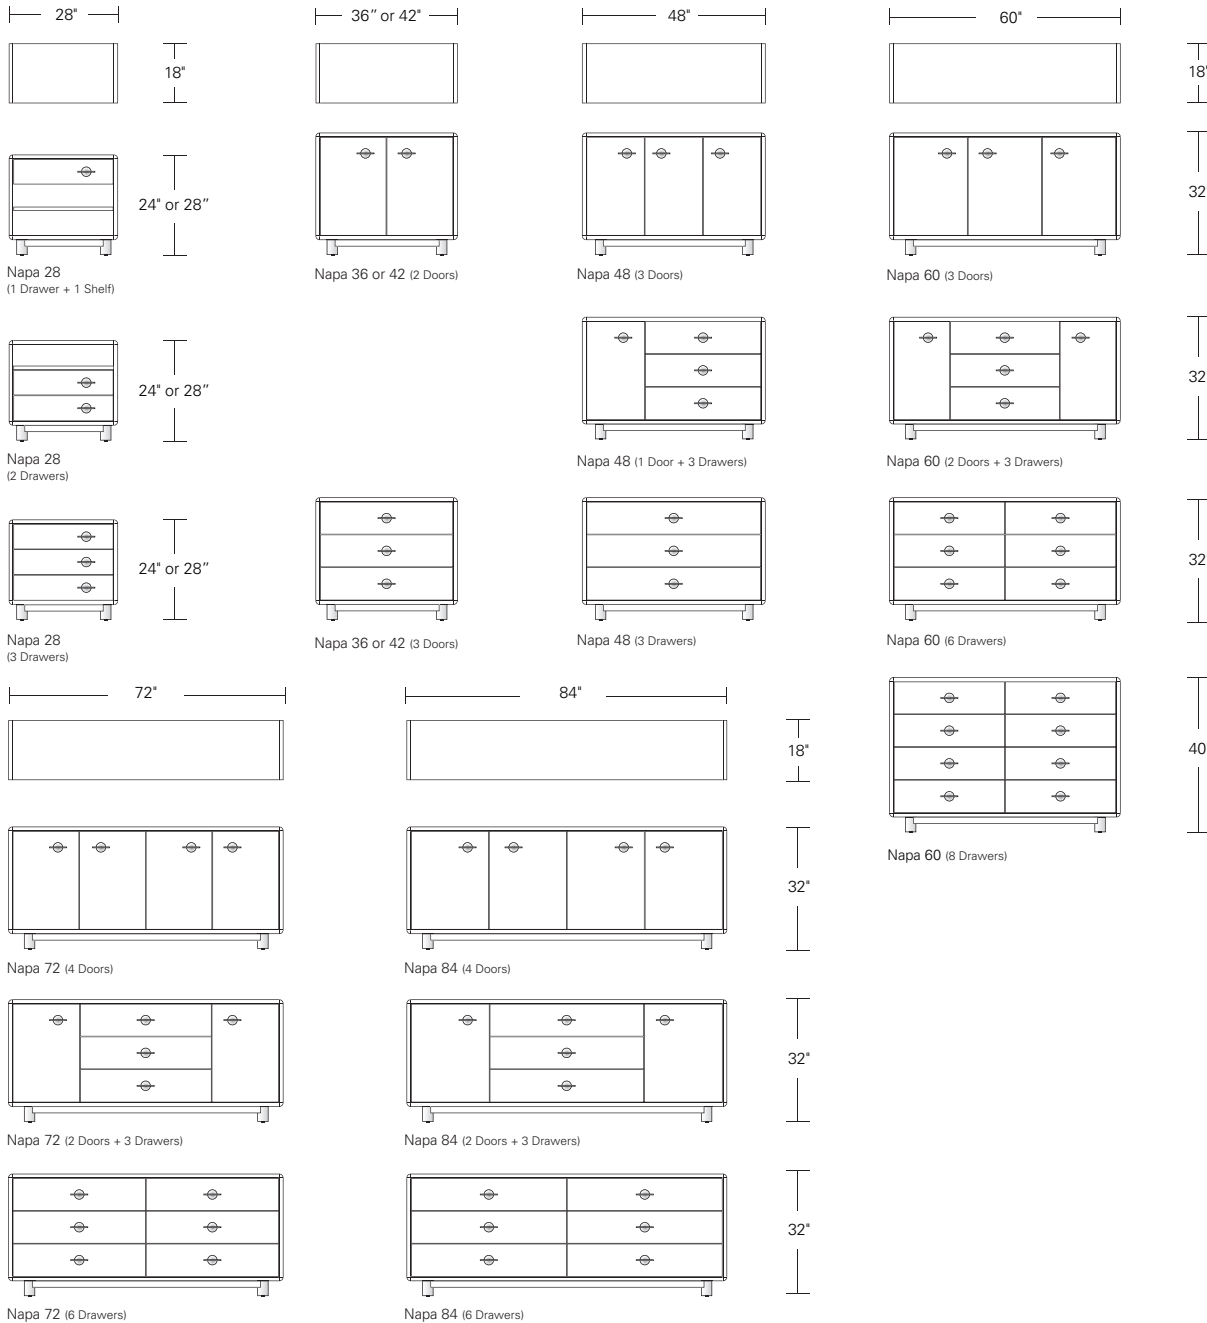 28"
36” or 42"
48"
60"
18"
18"
24" or 28”
32"
Napa 28
(1 Drawer + 1 Shelf)
Napa 36 or 42 (2 Doors)
Napa 48 (3 Doors)
Napa 60 (3 Doors)
24" or 28”
32"
Napa 28
(2 Drawers)
Napa 48 (1 Door + 3 Drawers)
Napa 60 (2 Doors + 3 Drawers)
24" or 28”
32"
Napa 28
(3 Drawers)
Napa 36 or 42 (3 Doors)
Napa 48 (3 Drawers)
Napa 60 (6 Drawers)
72"
84"
18"
40"
32"
Napa 60 (8 Drawers)
Napa 72 (4 Doors)
Napa 84 (4 Doors)
32"
Napa 72 (2 Doors + 3 Drawers)
Napa 84 (2 Doors + 3 Drawers)
32"
Napa 72 (6 Drawers)
Napa 84 (6 Drawers)